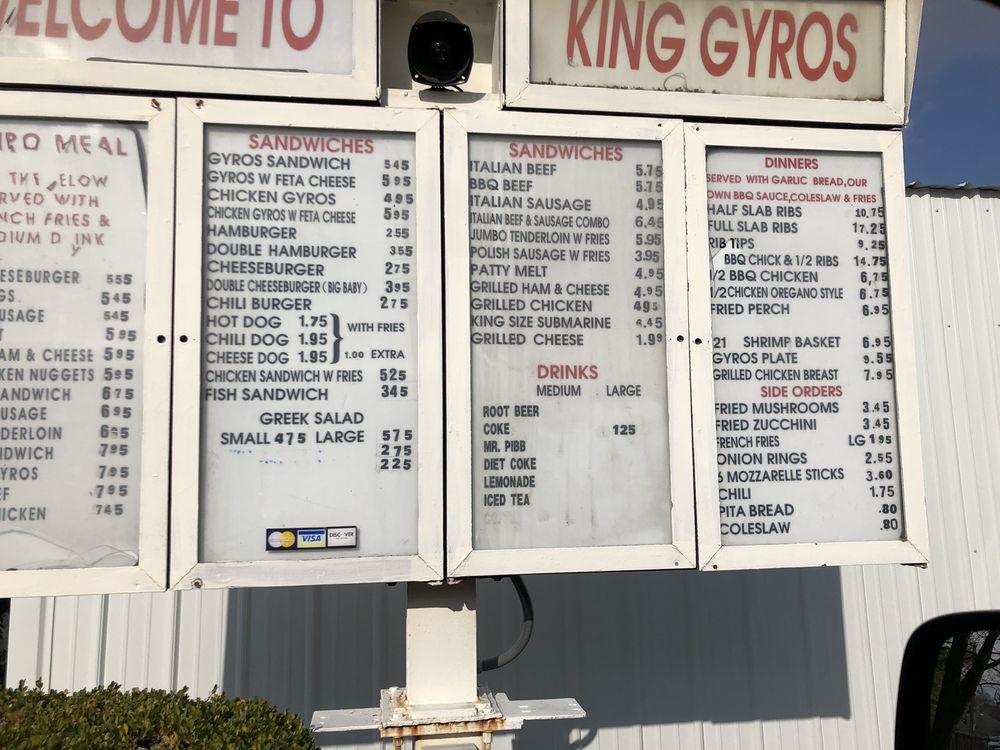 WELCOME TO
KING GYROS
MEAL
THE ELOW
RVED WITH
NCH FRIES &
DIUM D INK
EESEBURGER 555
GS. 545
USAGE 545
T 595
AM & CHEESE 595
KEN NUGGETS 595
ANDWICH 675
USAGE 695
DERLOIN 695
NDWICH 795
YROS 795
EF 795
HICKEN 745
SANDWICHES
GYROS SANDWICH 545
GYROS W FETA CHEESE 595
CHICKEN GYROS 495
CHICKEN GYROS W FETA CHEESE 595
HAMBURGER 255
DOUBLE HAMBURGER 355
CHEESEBURGER 275
DOUBLE CHEESEBURGER (BIG BABY) 395
CHILI BURGER 275
HOT DOG 1.75
CHILI DOG 1.95
CHEESE DOG 1.95
WITH FRIES
1.00 EXTRA
CHICKEN SANDWICH W FRIES 525
FISH SANDWICH 345
GREEK SALAD
SMALL 475 LARGE 575
275
225
VISA
DISCOVER
SANDWICHES
ITALIAN BEEF 5.75
BBQ BEEF 5.75
ITALIAN SAUSAGE 4.95
ITALIAN BEEF & SAUSAGE COMBO 6.45
JUMBO TENDERLOIN W FRIES 5.95
POLISH SAUSAGE W FRIES 3.95
PATTY MELT 4.95
GRILLED HAM & CHEESE 4.95
GRILLED CHICKEN 495
KING SIZE SUBMARINE 6.45
GRILLED CHEESE 1.99
DRINKS
MEDIUM LARGE
ROOT BEER
COKE 125
MR. PIBB
DIET COKE
LEMONADE
ICED TEA
DINNERS
SERVED WITH GARLIC BREAD,OUR
OWN BBQ SAUCE,COLESLAW & FRIES
HALF SLAB RIBS 10.75
FULL SLAB RIBS 17.25
RIB TIPS 9.25
BBQ CHICK & 1/2 RIBS 14.75
1/2 BBQ CHICKEN 6,75
1/2 CHICKEN OREGANO STYLE 6.75
FRIED PERCH 6.95
21 SHRIMP BASKET 6.95
GYROS PLATE 9.55
GRILLED CHICKEN BREAST 7.95
SIDE ORDERS
FRIED MUSHROOMS 3.45
FRIED ZUCCHINI 3.45
FRENCH FRIES LG 195
ONION RINGS 2.55
6 MOZZARELLE STICKS 3.60
CHILI 1.75
PITA BREAD .80
COLESLAW .80